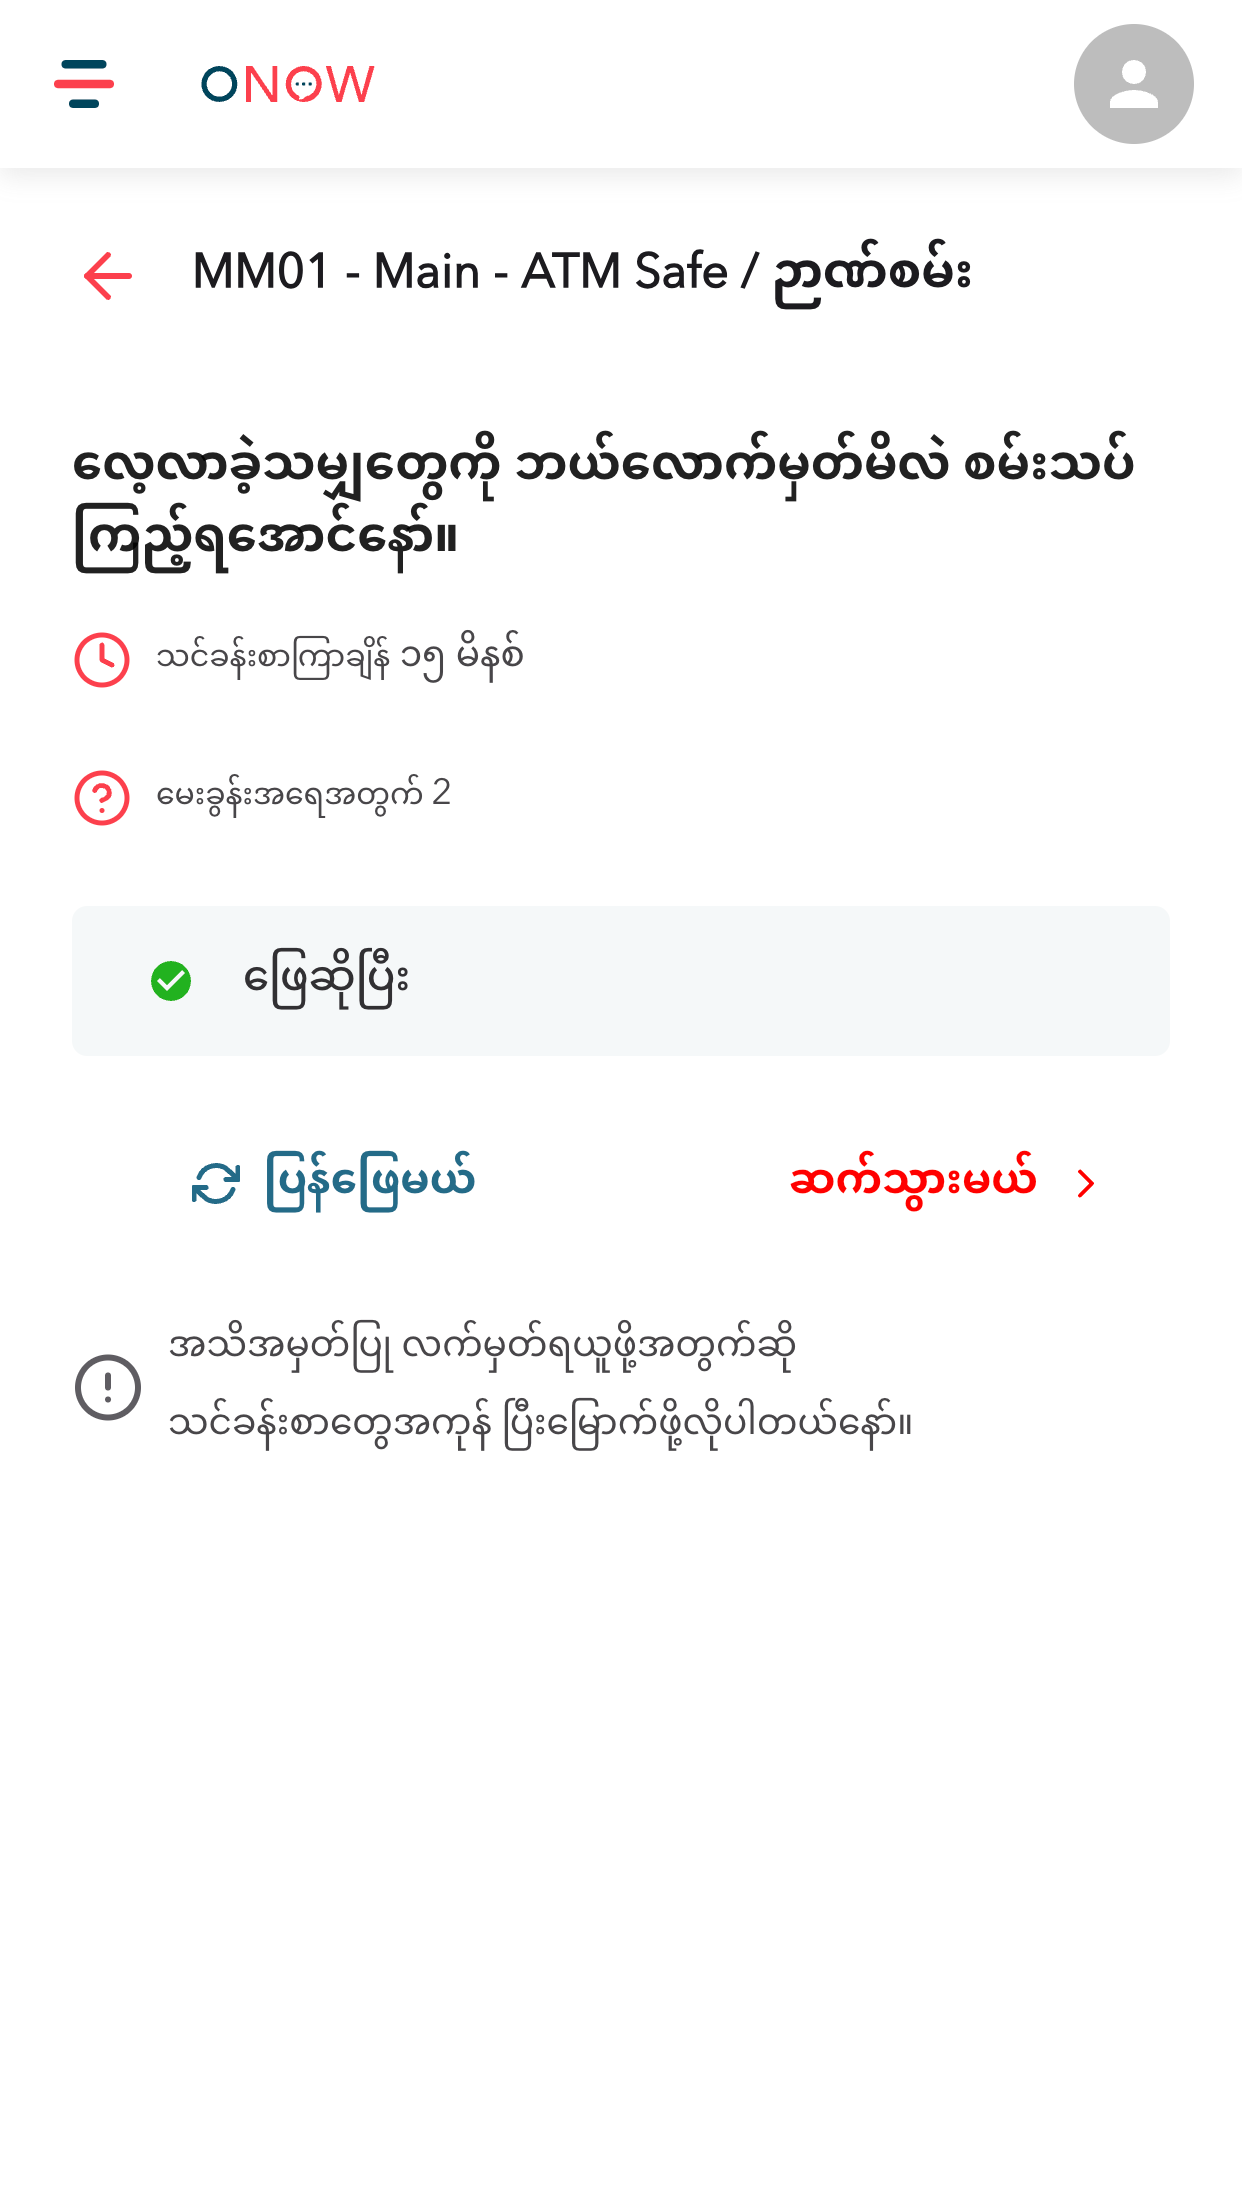 ONOW
MM01 - Main - ATM Safe / ဉာဏ်စမ်း
လေ့လာခဲ့သမျှတွေကို ဘယ်လောက်မှတ်မိလဲ စမ်းသပ်
ကြည့်ရအောင်နော်။
သင်ခန်းစာကြာချိန် ၁၅ မိနစ်
မေးခွန်းအရေအတွက် 2
ဖြေဆိုပြီး
ပြန်ဖြေမယ်
ဆက်သွားမယ်
အသိအမှတ်ပြု လက်မှတ်ရယူဖို့အတွက်ဆို
သင်ခန်းစာတွေအကုန် ပြီးမြောက်ဖို့လိုပါတယ်နော်။